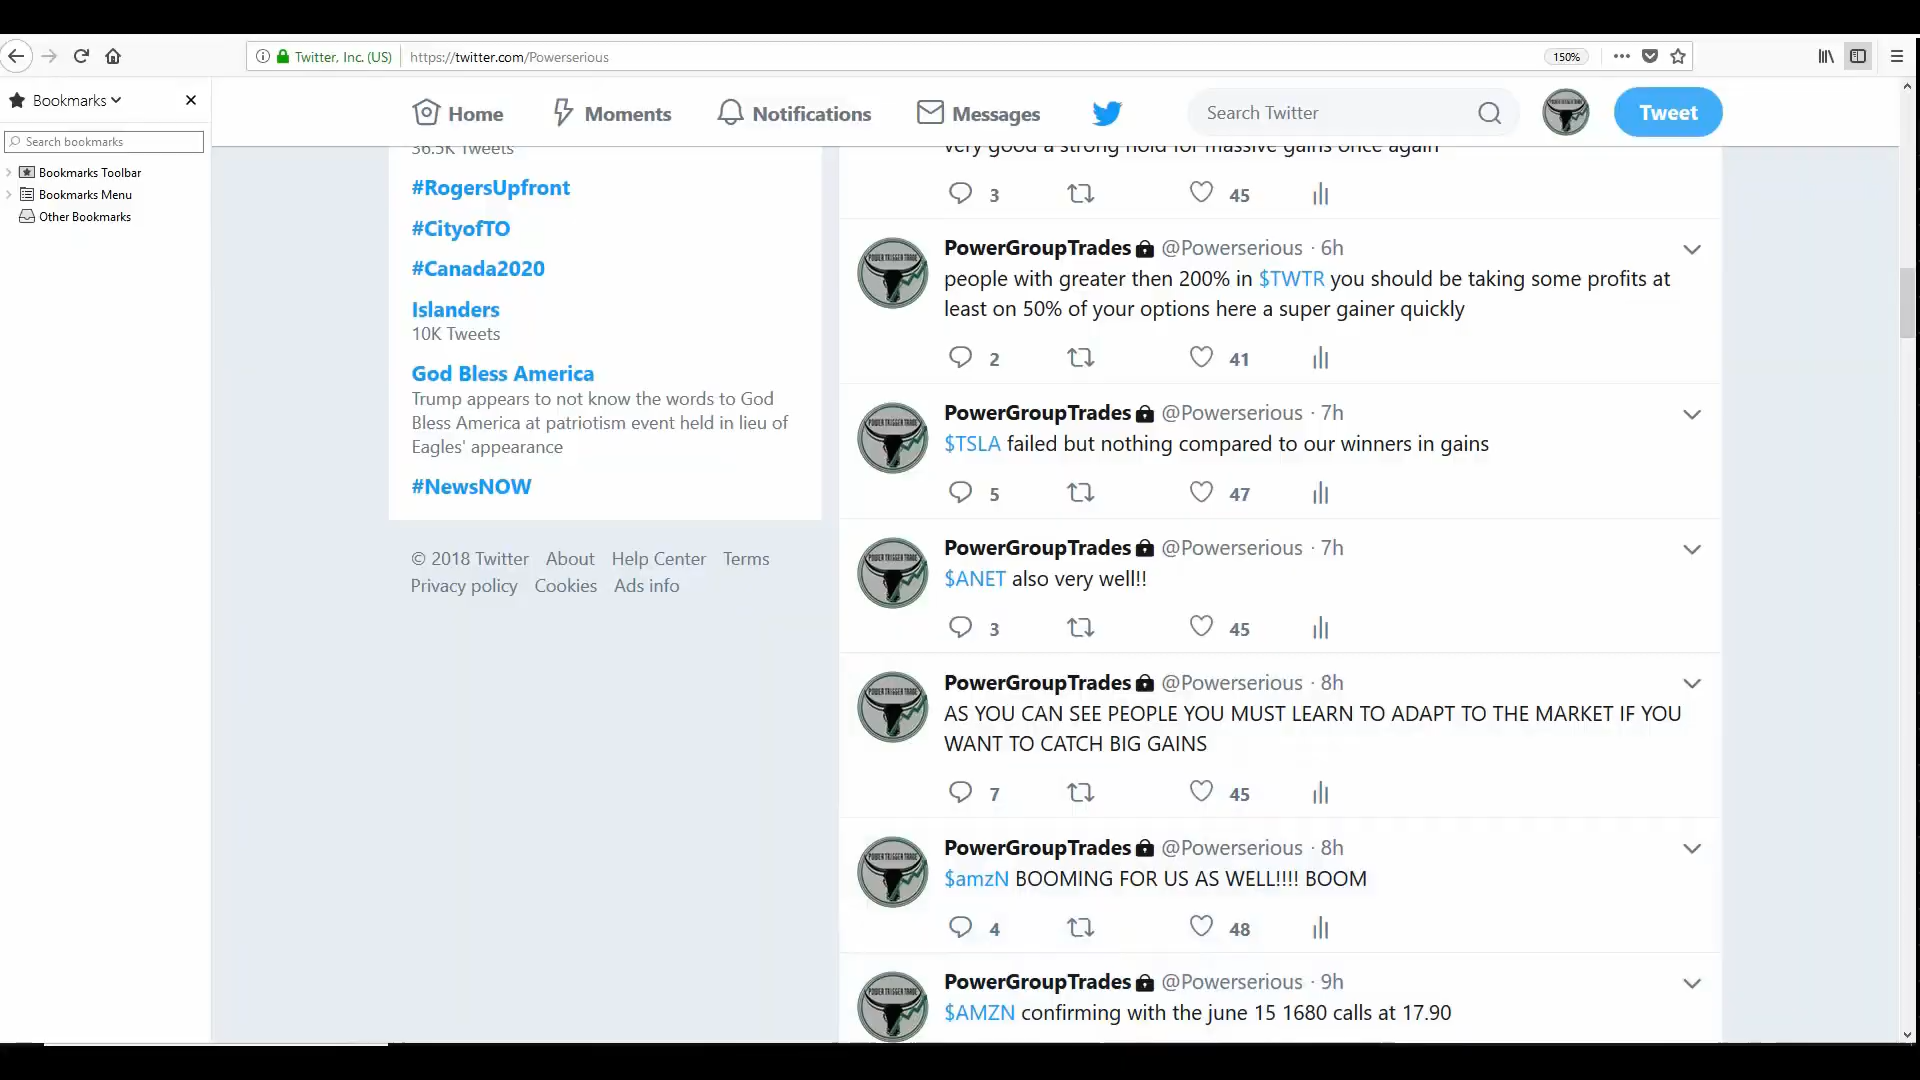 Twitter, Inc. (US)
https://twitter.com/Powerserious
150%
Bookmarks
Search bookmarks
Bookmarks Toolbar
Bookmarks Menu
Other Bookmarks
Home
Moments
Notifications
Messages
Search Twitter
Tweet
36.5K Tweets
#RogersUpfront
#CityofTO
#Canada2020
Islanders
10K Tweets
God Bless America
Trump appears to not know the words to God
Bless America at patriotism event held in lieu of
Eagles' appearance
#NewsNOW
© 2018 Twitter About Help Center Terms
Privacy policy Cookies Ads info
very good a strong hold for massive gains once again
3 45
PowerGroupTrades @Powerserious · 6h
people with greater then 200% in $TWTR you should be taking some profits at
least on 50% of your options here a super gainer quickly
2 41
PowerGroupTrades @Powerserious · 7h
$TSLA failed but nothing compared to our winners in gains
5 47
PowerGroupTrades @Powerserious · 7h
$ANET also very well!!
3 45
PowerGroupTrades @Powerserious · 8h
AS YOU CAN SEE PEOPLE YOU MUST LEARN TO ADAPT TO THE MARKET IF YOU
WANT TO CATCH BIG GAINS
7 45
PowerGroupTrades @Powerserious · 8h
$amzN BOOMING FOR US AS WELL!!!! BOOM
4 48
PowerGroupTrades @Powerserious · 9h
$AMZN confirming with the june 15 1680 calls at 17.90
POWER TRIGGER TRADE